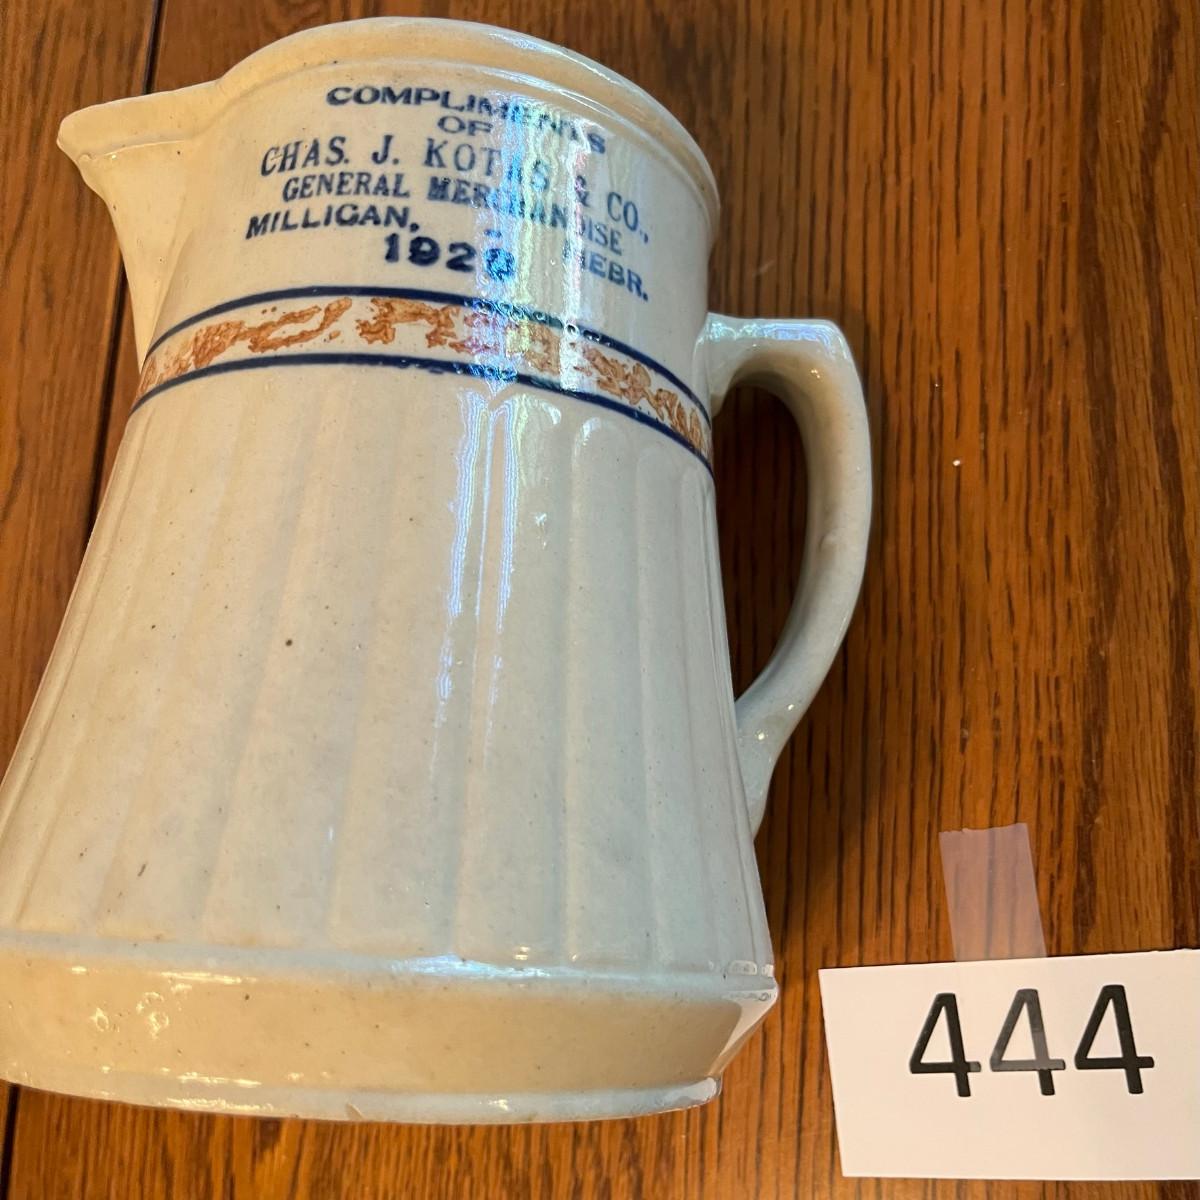 COMPLIMENTS
OF
CHAS. J. KOTAS & CO.,
GENERAL MERCHANDISE
MILLIGAN, NEBR.
444